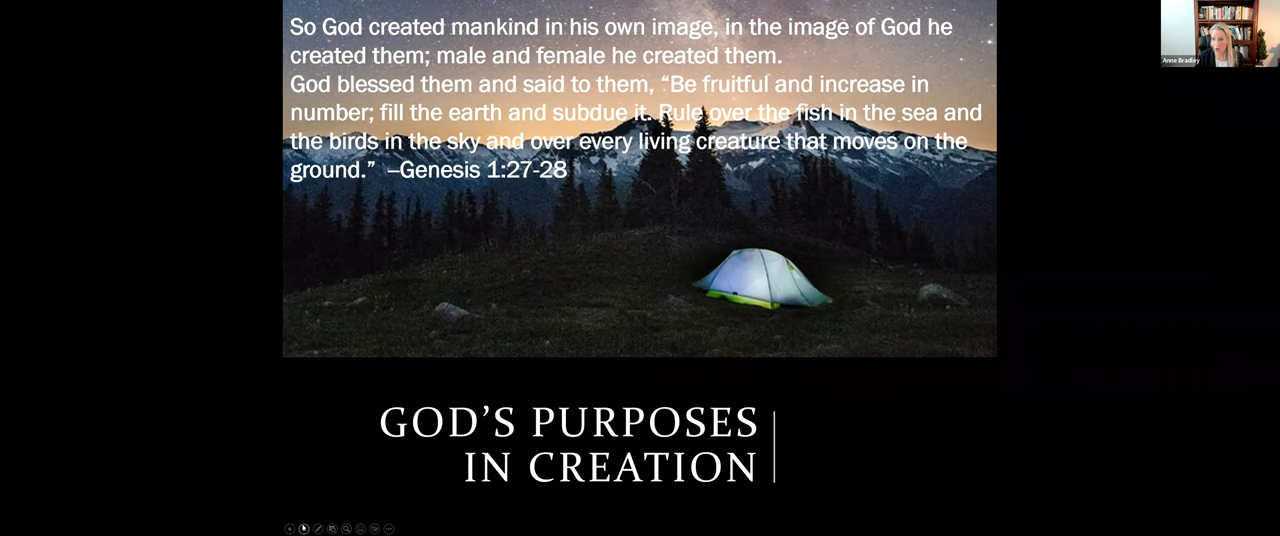 So God created mankind in his own image, in the image of God he
created them; male and female he created them.
God blessed them and said to them, “Be fruitful and increase in
number; fill the earth and subdue it. Rule over the fish in the sea and
the birds in the sky and over every living creature that moves on the
ground.” –Genesis 1:27-28
Anne Bradley
GOD’S PURPOSES
IN CREATION